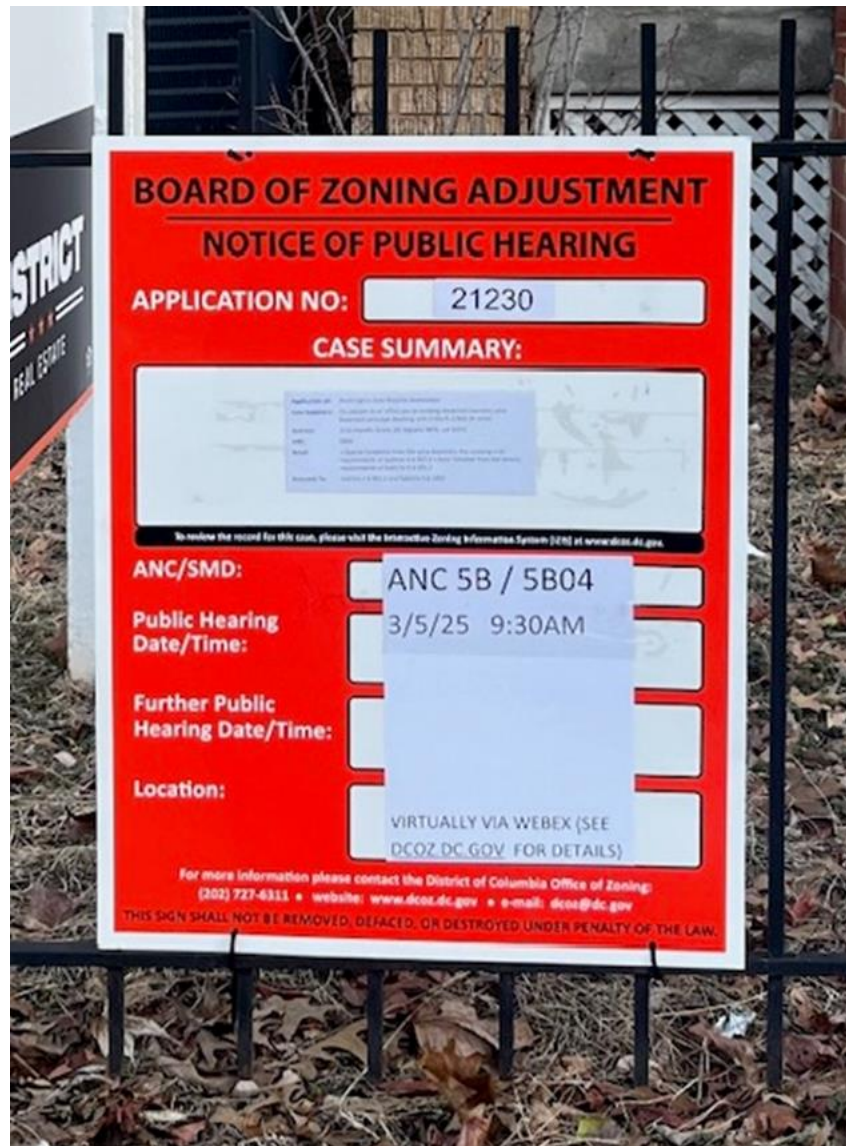 STRICT
REAL ESTATE
BOARD OF ZONING ADJUSTMENT
NOTICE OF PUBLIC HEARING
APPLICATION NO: 21230
CASE SUMMARY:
To review the record for this case, please visit the Interactive Zoning Information System (IZIS) at www.dcoz.dc.gov.
ANC/SMD: ANC 5B / 5B04
Public Hearing
Date/Time: 3/5/25 9:30AM
Further Public
Hearing Date/Time:
Location:
VIRTUALLY VIA WEBEX (SEE
DCOZ.DC.GOV FOR DETAILS)
For more information please contact the District of Columbia Office of Zoning:
(202) 727-6311 • website: www.dcoz.dc.gov • e-mail: dcoz@dc.gov
THIS SIGN SHALL NOT BE REMOVED, DEFACED, OR DESTROYED UNDER PENALTY OF THE LAW.